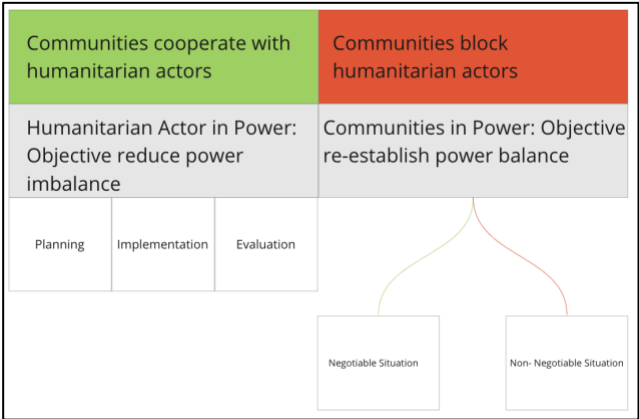 Communities cooperate with
humanitarian actors
Communities block
humanitarian actors
Humanitarian Actor in Power:
Objective reduce power
imbalance
Communities in Power: Objective
re-establish power balance
Planning
Implementation
Evaluation
Negotiable Situation
Non- Negotiable Situation